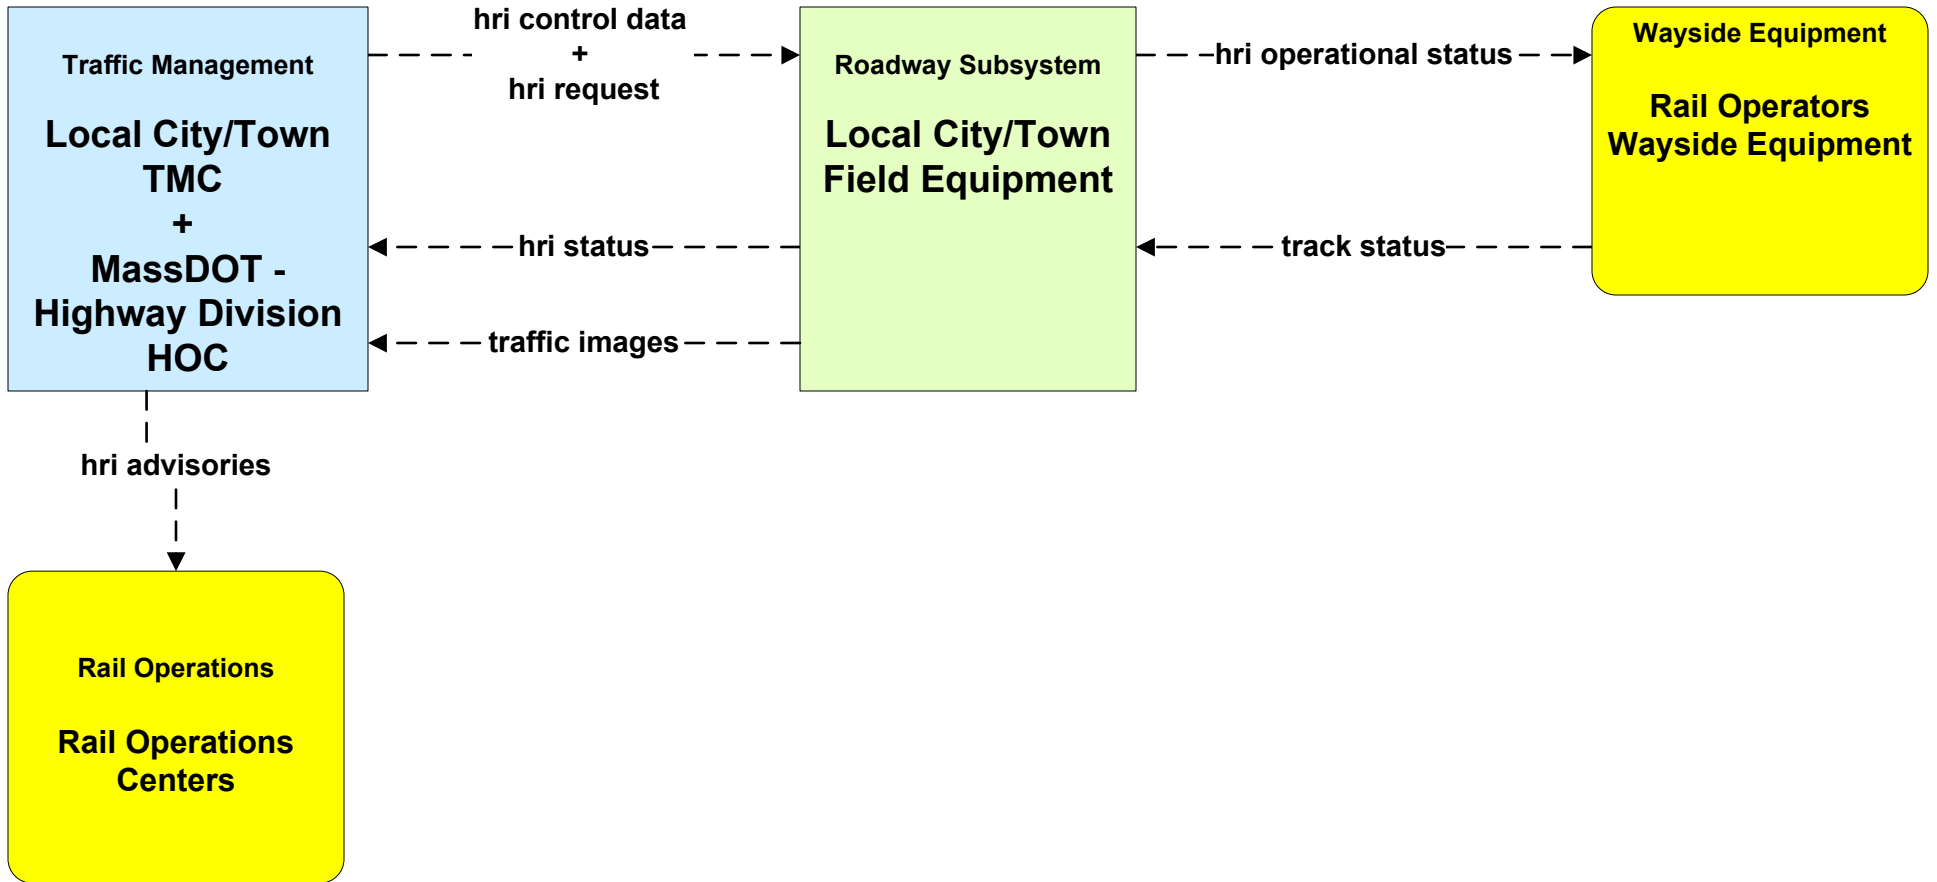 Traffic Management
Local City/Town
TMC
+
MassDOT -
Highway Division
HOC
hri control data
+
hri request
Roadway Subsystem
Local City/Town
Field Equipment
hri operational status
Wayside Equipment
Rail Operators
Wayside Equipment
hri status
track status
traffic images
hri advisories
Rail Operations
Rail Operations
Centers